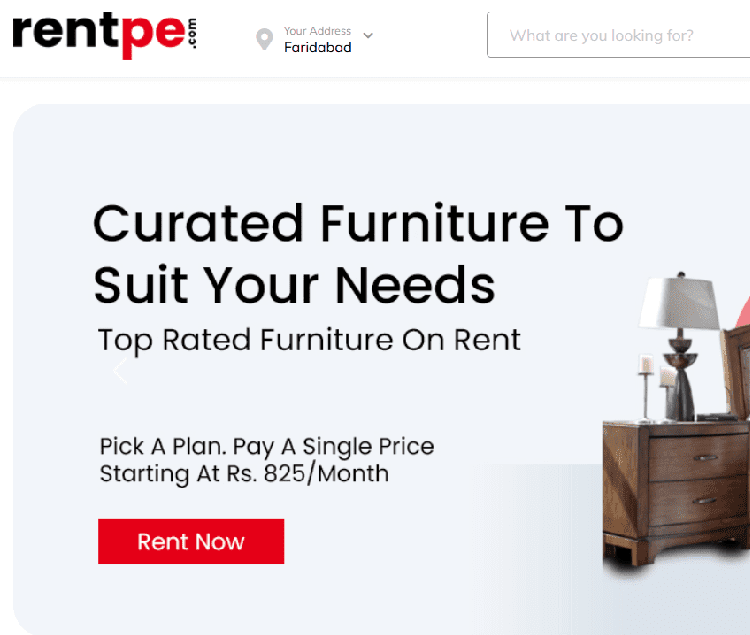 rentpe.com
Your Address
Faridabad
What are you looking for?
Curated Furniture To
Suit Your Needs
Top Rated Furniture On Rent
Pick A Plan. Pay A Single Price
Starting At Rs. 825/Month
Rent Now